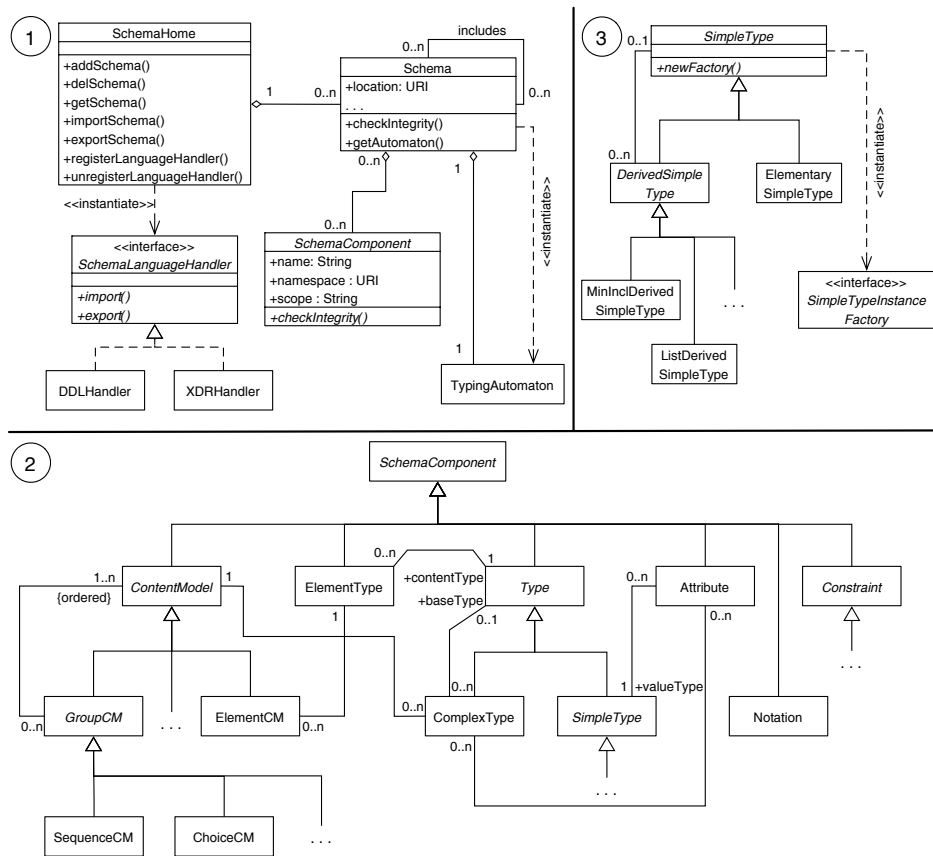 1
SchemaHome
+addSchema()
+delSchema()
+getSchema()
+importSchema()
+exportSchema()
+registerLanguageHandler()
+unregisterLanguageHandler()
1
0..n
includes
0..n
0..n
Schema
+location: URI
. . .
+checkIntegrity()
+getAutomaton()
0..n
1
<<instantiate>>
<<instantiate>>
<<interface>>
SchemaLanguageHandler
+import()
+export()
DDLHandler
XDRHandler
0..n
SchemaComponent
+name: String
+namespace : URI
+scope : String
+checkIntegrity()
1
TypingAutomaton
3
0..1
SimpleType
+newFactory()
0..n
DerivedSimple
Type
Elementary
SimpleType
<<instantiate>>
MinInclDerived
SimpleType
. . .
ListDerived
SimpleType
<<interface>>
SimpleTypeInstance
Factory
2
SchemaComponent
1..n
{ordered}
ContentModel
1
ElementType
0..n
1
+contentType
+baseType
0..1
1
Type
0..n
Attribute
0..n
Constraint
. . .
0..n
GroupCM
. . .
ElementCM
0..n
0..n
0..n
ComplexType
0..n
SimpleType
1
+valueType
Notation
. . .
SequenceCM
ChoiceCM
. . .